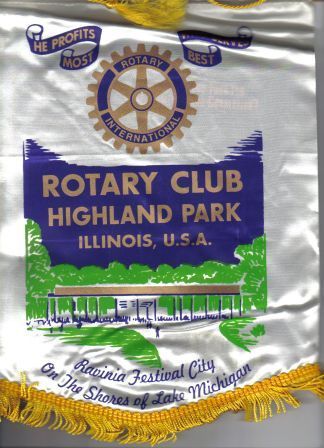 HE PROFITS
MOST
BEST
ROTARY
INTERNATIONAL
ROTARY CLUB
HIGHLAND PARK
ILLINOIS, U.S.A.
Ravinia Festival City
On The Shores of Lake Michigan